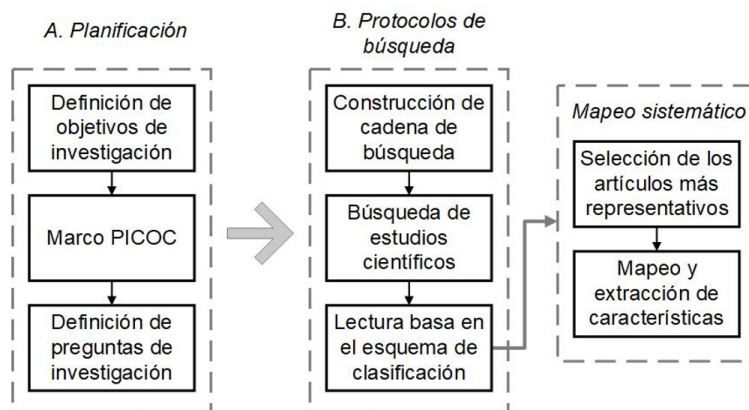 A. Planificación
Definición de
objetivos de
investigación
Marco PICOC
Definición de
preguntas de
investigación
B. Protocolos de
búsqueda
Construcción de
cadena de
búsqueda
Búsqueda de
estudios
científicos
Lectura basa en
el esquema de
clasificación
Mapeo sistemático
Selección de los
artículos más
representativos
Mapeo y
extracción de
características